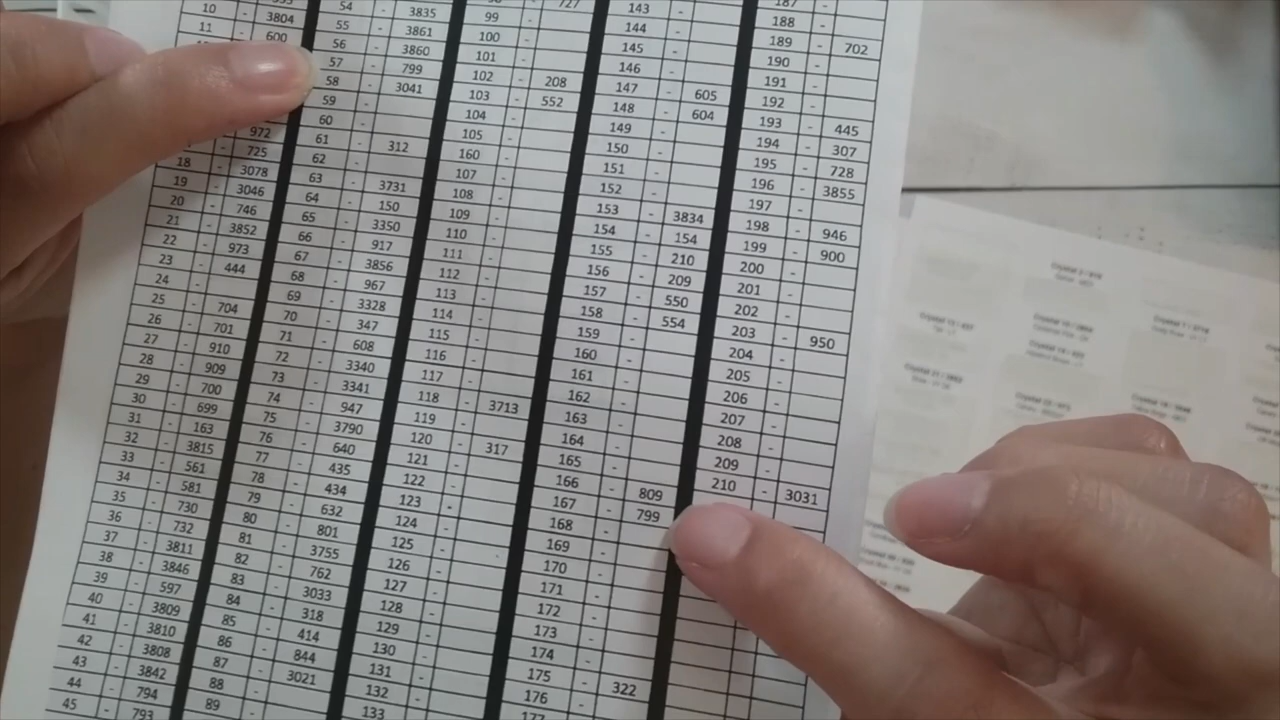 10 - 3804
11 - 600
972
725
18 - 3078
19 - 3046
20 - 746
21 - 3852
22 - 973
23 - 444
24 -
25 - 704
26 - 701
27 - 910
28 - 909
29 - 700
30 - 699
31 - 163
32 - 3815
33 - 561
34 - 581
35 - 730
36 - 732
37 - 3811
38 - 3846
39 - 597
40 - 3809
41 - 3810
42 - 3808
43 - 3842
44 - 794
45 - 793
54 - 3835
55 - 3861
56 - 3860
57 - 799
58 - 3041
59 -
60 -
61 - 312
62 -
63 - 3731
64 - 150
65 - 3350
66 - 917
67 - 3856
68 - 967
69 - 3328
70 - 347
71 - 608
72 - 3340
73 - 3341
74 - 947
75 - 3790
76 - 640
77 - 435
78 - 434
79 - 632
80 - 801
81 - 3755
82 - 762
83 - 3033
84 - 318
85 - 414
86 - 844
87 - 3021
88 -
89 -
727
99 -
100 -
101 -
102 - 208
103 - 552
104 -
105 -
160 -
107 -
108 -
109 -
110 -
111 -
112 -
113 -
114 -
115 -
116 -
117 -
118 - 3713
119 -
120 - 317
121 -
122 -
123 -
124 -
125 -
126 -
127 -
128 -
129 -
130 -
131 -
132 -
133 -
143 -
144 -
145 -
146 -
147 - 605
148 - 604
149 -
150 -
151 -
152 -
153 - 3834
154 - 154
155 - 210
156 - 209
157 - 550
158 - 554
159 -
160 -
161 -
162 -
163 -
164 -
165 -
166 - 809
167 - 799
168 -
169 -
170 -
171 -
172 -
173 -
174 -
175 - 322
176 -
187 -
188 -
189 - 702
190 -
191 -
192 -
193 - 445
194 - 307
195 - 728
196 - 3855
197 -
198 - 946
199 - 900
200 -
201 -
202 -
203 - 950
204 -
205 -
206 -
207 -
208 -
209 -
210 - 3031